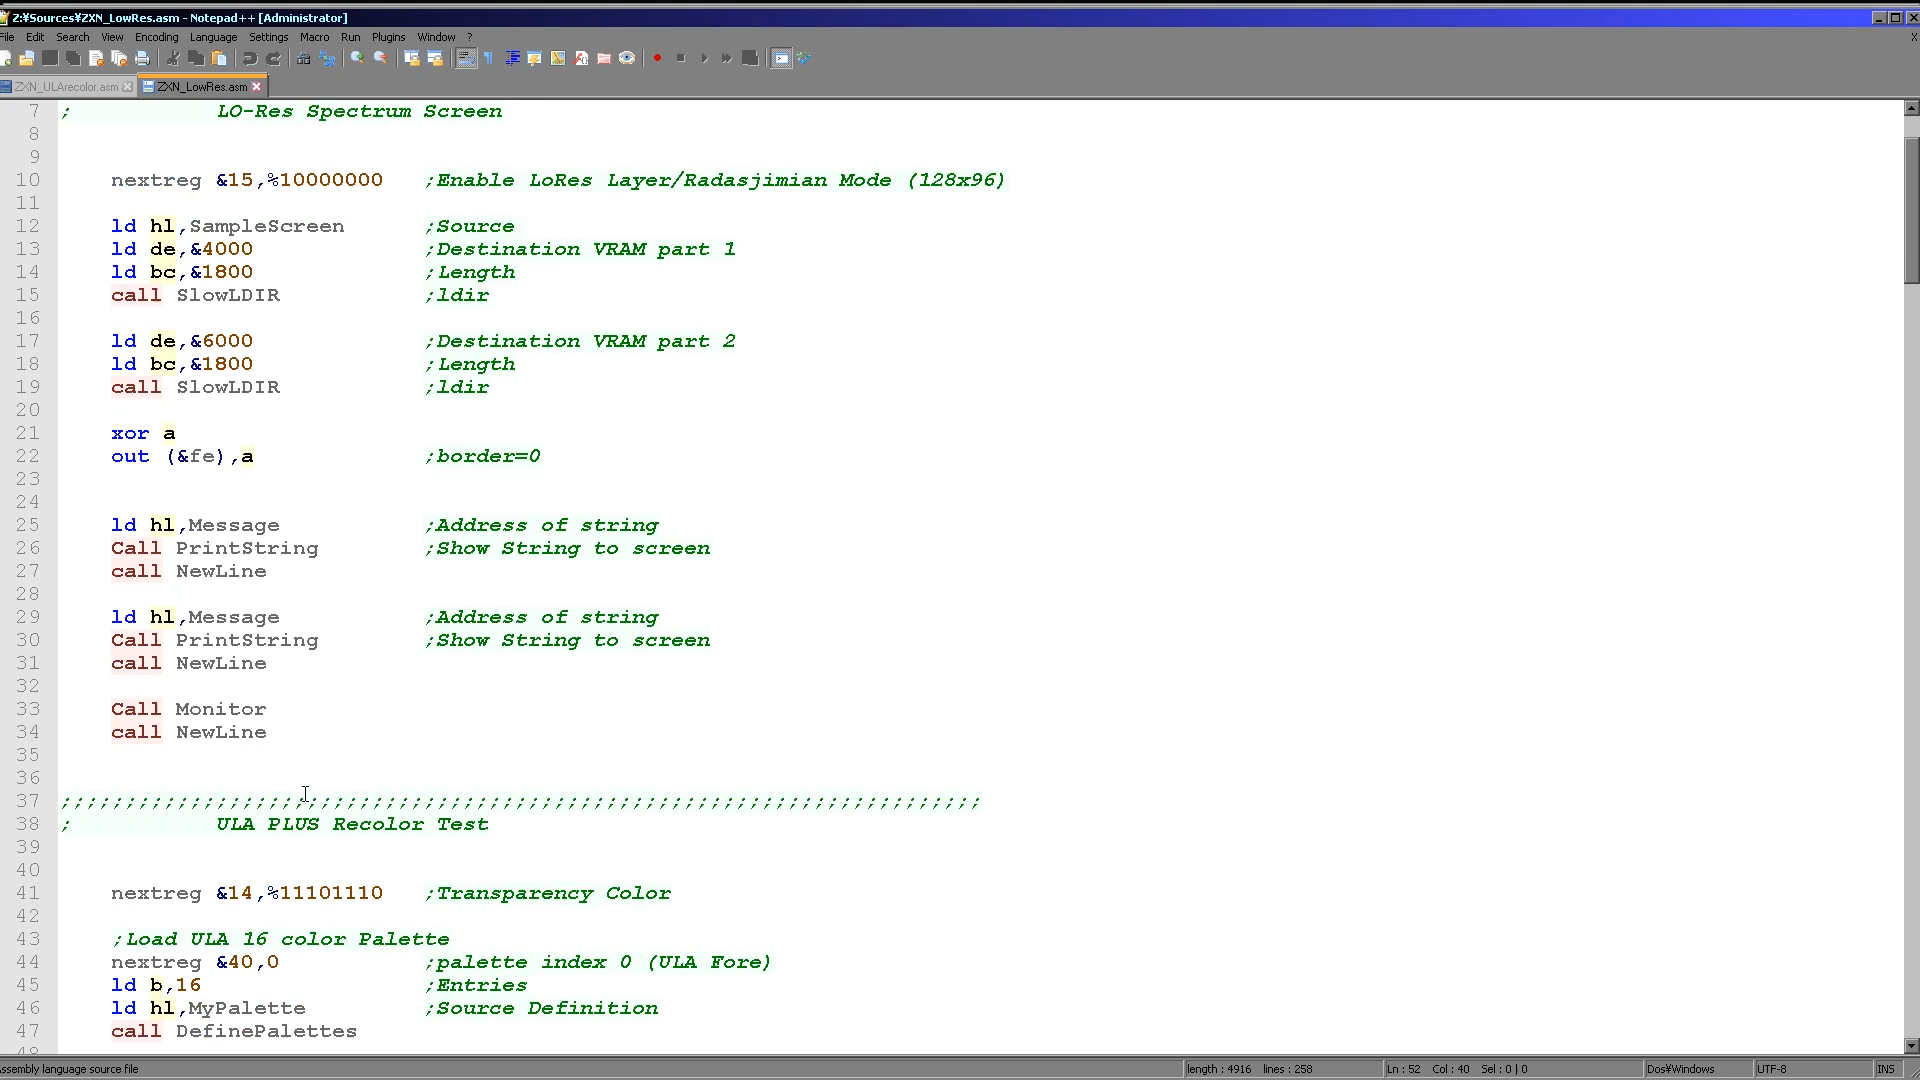 Z:¥Sources¥ZXN_LowRes.asm - Notepad++ [Administrator]
File Edit Search View Encoding Language Settings Macro Run Plugins Window ?
ZXN_ULArecolor.asm ZXN_LowRes.asm
7 ; LO-Res Spectrum Screen
8
9
10 nextreg &15,%10000000 ;Enable LoRes Layer/Radasjimian Mode (128x96)
11
12 ld hl,SampleScreen ;Source
13 ld de,&4000 ;Destination VRAM part 1
14 ld bc,&1800 ;Length
15 call SlowLDIR ;ldir
16
17 ld de,&6000 ;Destination VRAM part 2
18 ld bc,&1800 ;Length
19 call SlowLDIR ;ldir
20
21 xor a
22 out (&fe),a ;border=0
23
24
25 ld hl,Message ;Address of string
26 Call PrintString ;Show String to screen
27 call NewLine
28
29 ld hl,Message ;Address of string
30 Call PrintString ;Show String to screen
31 call NewLine
32
33 Call Monitor
34 call NewLine
35
36
37 ;;;;;;;;;;;;;;;;;;;;;;;;;;;;;;;;;;;;;;;;;;;;;;;;;;;;;;;;;;;;;;;;;;;;;;;
38 ; ULA PLUS Recolor Test
39
40
41 nextreg &14,%11101110 ;Transparency Color
42
43 ;Load ULA 16 color Palette
44 nextreg &40,0 ;palette index 0 (ULA Fore)
45 ld b,16 ;Entries
46 ld hl,MyPalette ;Source Definition
47 call DefinePalettes
48
ssembly language source file length : 4916 lines : 258 Ln : 52 Col : 40 Sel : 0 | 0 Dos¥Windows UTF-8 INS